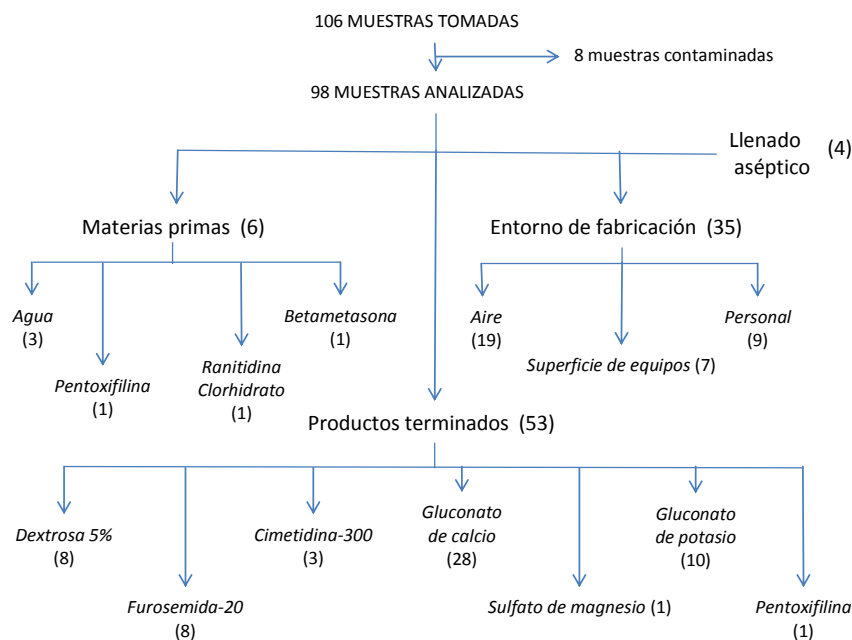 106 MUESTRAS TOMADAS
8 muestras contaminadas
98 MUESTRAS ANALIZADAS
Llenado
aséptico (4)
Materias primas (6)
Entorno de fabricación (35)
Agua
(3)
Pentoxifilina
(1)
Ranitidina
Clorhidrato
(1)
Betametasona
(1)
Aire
(19)
Superficie de equipos (7)
Personal
(9)
Productos terminados (53)
Dextrosa 5%
(8)
Furosemida-20
(8)
Cimetidina-300
(3)
Gluconato
de calcio
(28)
Sulfato de magnesio (1)
Gluconato
de potasio
(10)
Pentoxifilina
(1)